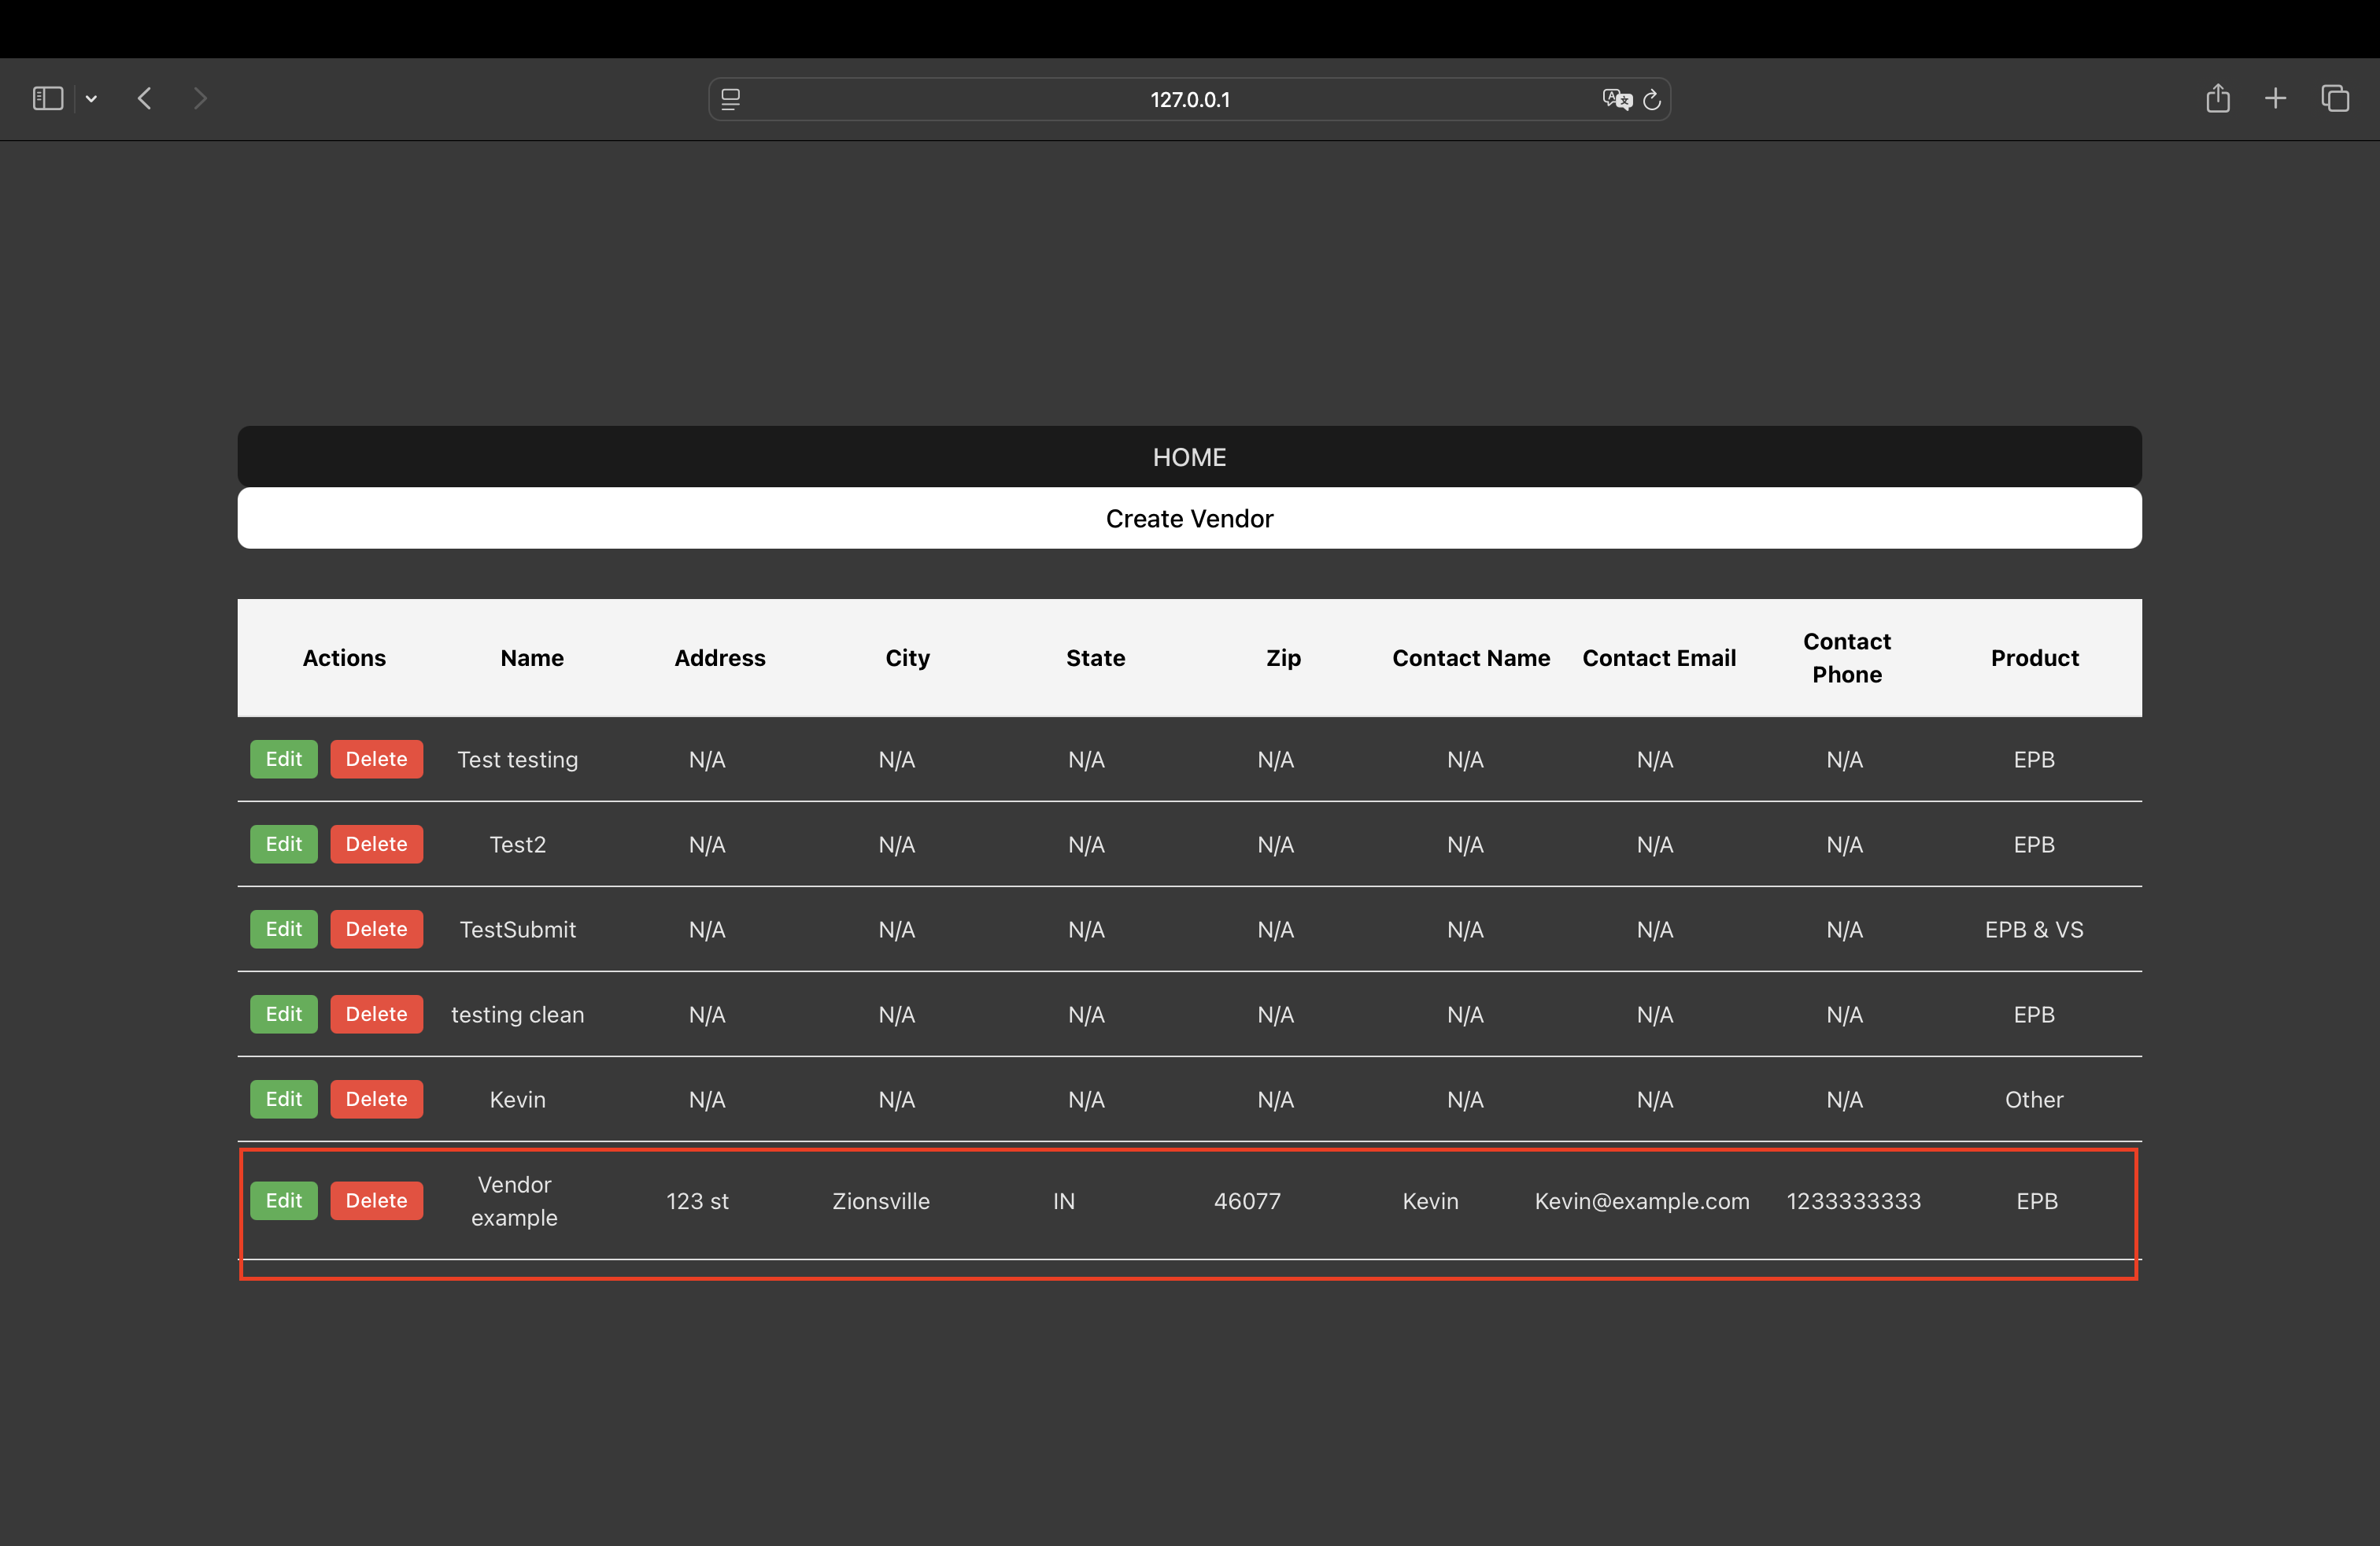 127.0.0.1
HOME
Create Vendor
Actions Name Address City State Zip Contact Name Contact Email Contact Phone Product
Edit Delete Test testing N/A N/A N/A N/A N/A N/A N/A EPB
Edit Delete Test2 N/A N/A N/A N/A N/A N/A N/A EPB
Edit Delete TestSubmit N/A N/A N/A N/A N/A N/A N/A EPB & VS
Edit Delete testing clean N/A N/A N/A N/A N/A N/A N/A EPB
Edit Delete Kevin N/A N/A N/A N/A N/A N/A N/A Other
Edit Delete Vendor example 123 st Zionsville IN 46077 Kevin Kevin@example.com 1233333333 EPB